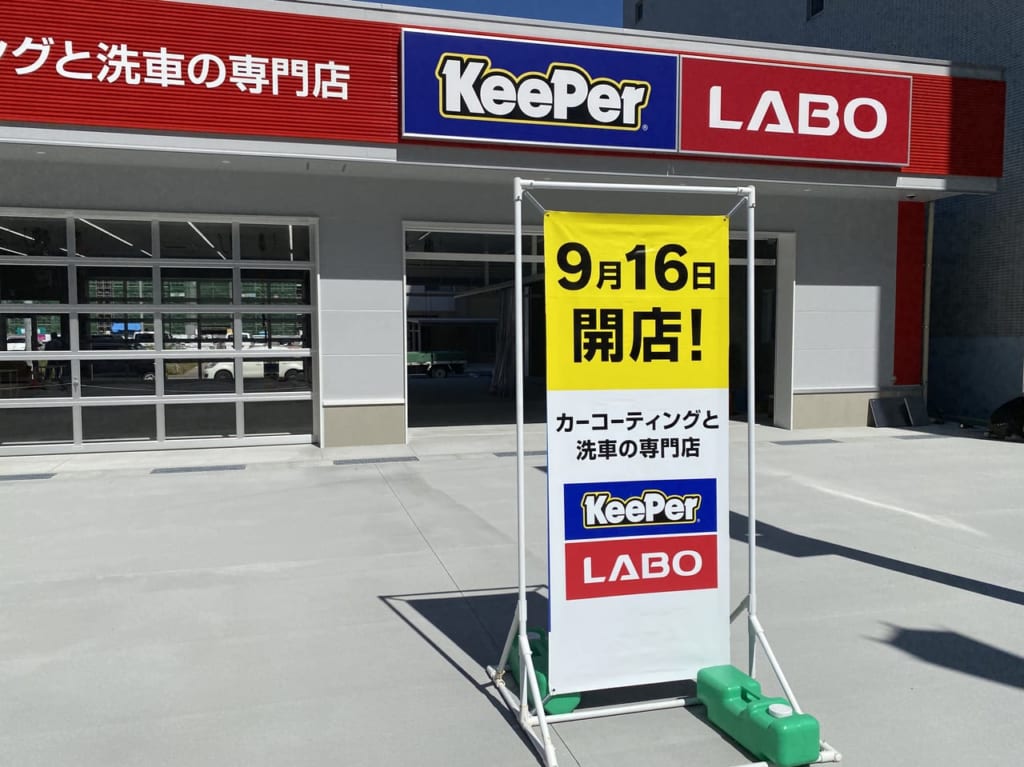 ングと洗車の専門店
KeePer
LABO
9月16日
開店!
カーコーティングと
洗車の専門店
KeePer
LABO